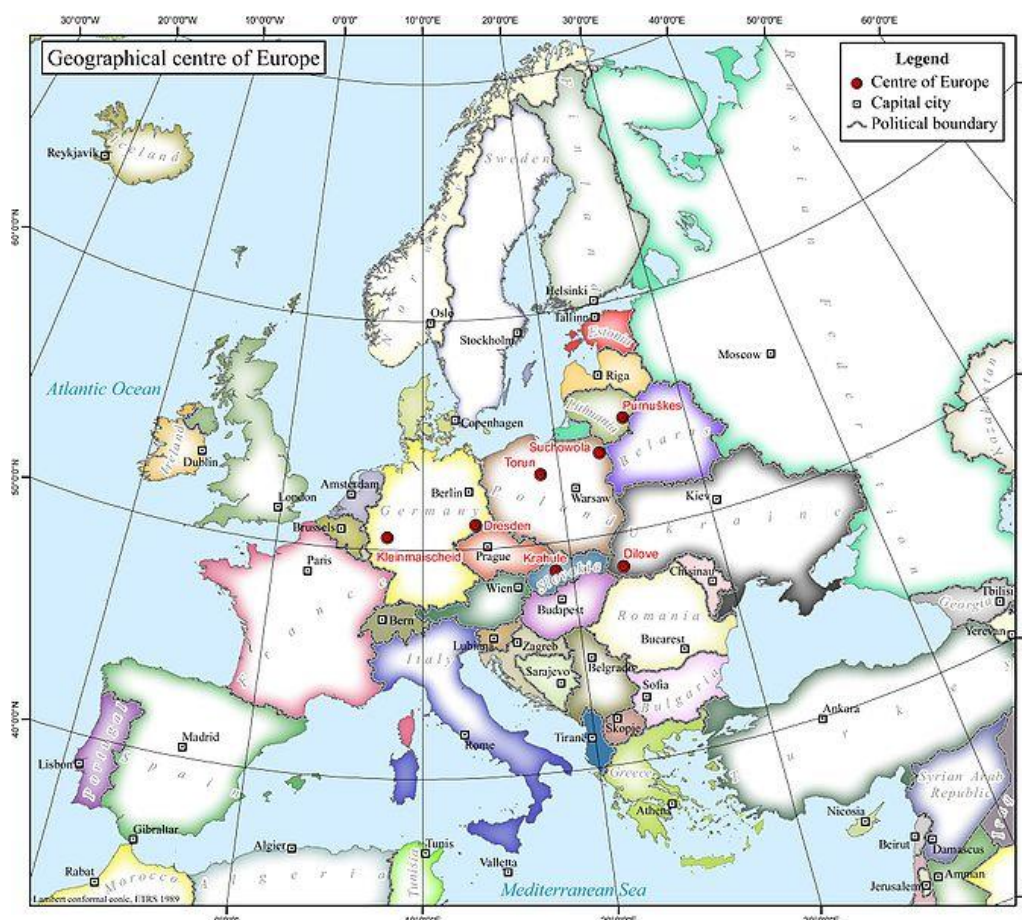 30°0'0"W
20°0'0"W
10°0'0"W
0°0'0"
10°0'0"E
20°0'0"E
30°0'0"E
40°0'0"E
50°0'0"E
60°0'0"E
Geographical centre of Europe
Legend
Centre of Europe
Capital city
Political boundary
Reykjavik
Iceland
Sweden
Finland
Norway
Russian Federation
60°0'0"N
Helsinki
Tallinn
Oslo
Estonia
Stockholm
Moscow
Atlantic Ocean
Riga
Kazakhstan
Purnuškes
Lithuania
Copenhagen
Belarus
Ireland
Dublin
Suchowola
Torun
50°0'0"N
Amsterdam
Berlin
Poland
Warsaw
Kiev
London
Germany
Brussels
Dresden
Ukraine
Kleinmaischeid
Prague
Krahule
Dilove
Paris
Slovakia
Chisinau
Wien
Tbilisi
Budapest
Georgia
France
Romania
Bern
Yerevan
Lubljana
Zagreb
Bucarest
Italy
Belgrade
Sarajevo
Sofia
Bulgaria
40°0'0"N
Skopje
Ankara
Madrid
Rome
Tirane
Turkey
Lisbon
Portugal
Spain
Greece
Syrian Arab
Republic
Athens
Nicosia
Gibraltar
Beirut
Damascus
Algier
Tunis
Rabat
Valletta
Amman
Morocco
Algeria
Tunisia
Jerusalem
Mediterranean Sea
Lambert conformal conic, ETRS 1989